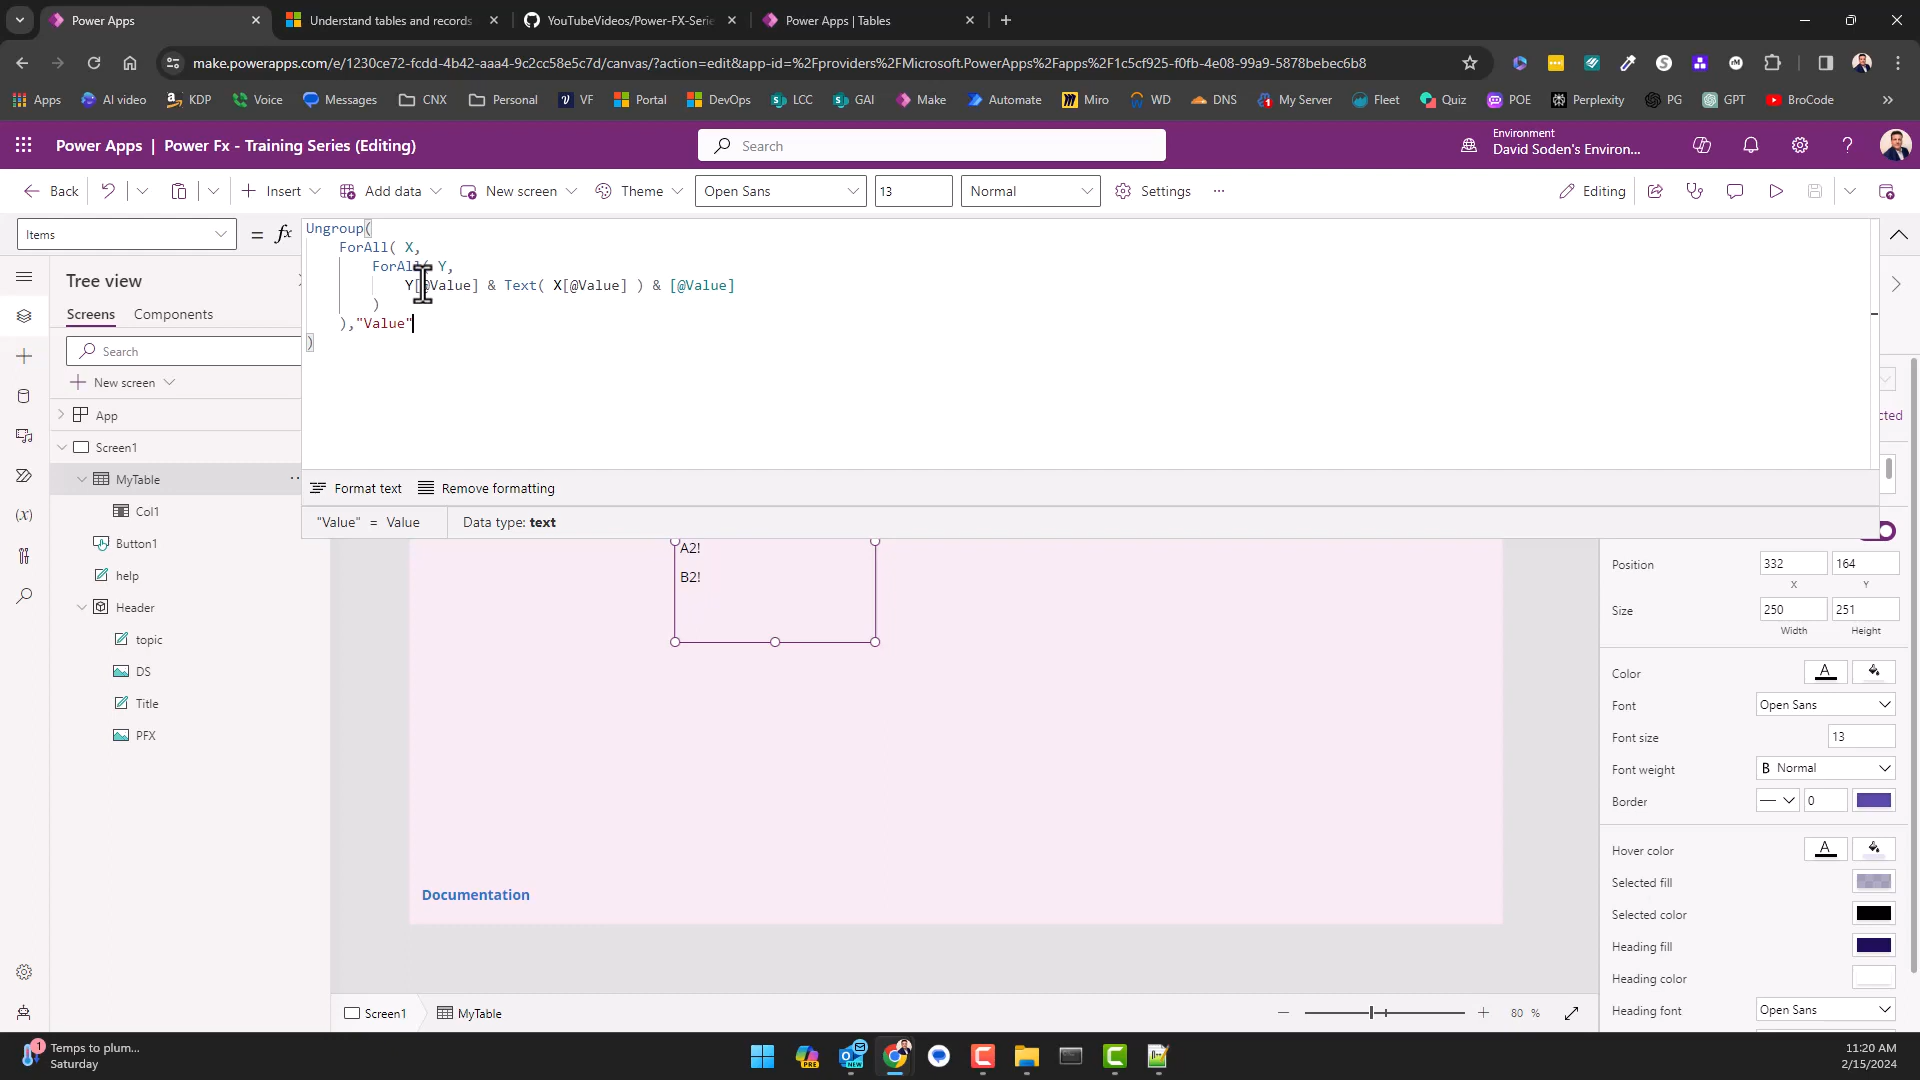 Power Apps
Understand tables and records
YouTubeVideos/Power-FX-Serie
Power Apps | Tables
make.powerapps.com/e/1230ce72-fcdd-4b42-aaa4-9c2cc58e5c7d/canvas/?action=edit&app-id=%2Fproviders%2FMicrosoft.PowerApps%2Fapps%2F1c5cf925-f0fb-4e08-99a9-5878bebec6b8
Apps
AI video
KDP
Voice
Messages
CNX
Personal
VF
Portal
DevOps
LCC
GAI
Make
Automate
Miro
WD
DNS
My Server
Fleet
Quiz
POE
Perplexity
PG
GPT
BroCode
Power Apps | Power Fx - Training Series (Editing)
Search
Environment
David Soden's Environ...
Back
Insert
Add data
New screen
Theme
Open Sans
13
Normal
Settings
Editing
Items
= fx
Ungroup(
ForAll( X,
ForAll( Y,
Y[@Value] & Text( X[@Value] ) & [@Value]
)
),"Value"
)
Tree view
Screens
Components
Search
New screen
App
Screen1
MyTable
Col1
Button1
help
Header
topic
DS
Title
PFX
Format text
Remove formatting
"Value" = Value
Data type: text
A2!
B2!
Documentation
cted
Position
332
164
X
Y
Size
250
251
Width
Height
Color
A
Font
Open Sans
Font size
13
Font weight
B Normal
Border
0
Hover color
A
Selected fill
Selected color
Heading fill
Heading color
Heading font
Open Sans
Screen1
MyTable
80 %
1
Temps to plum...
Saturday
PRE
NEW
11:20 AM
2/15/2024